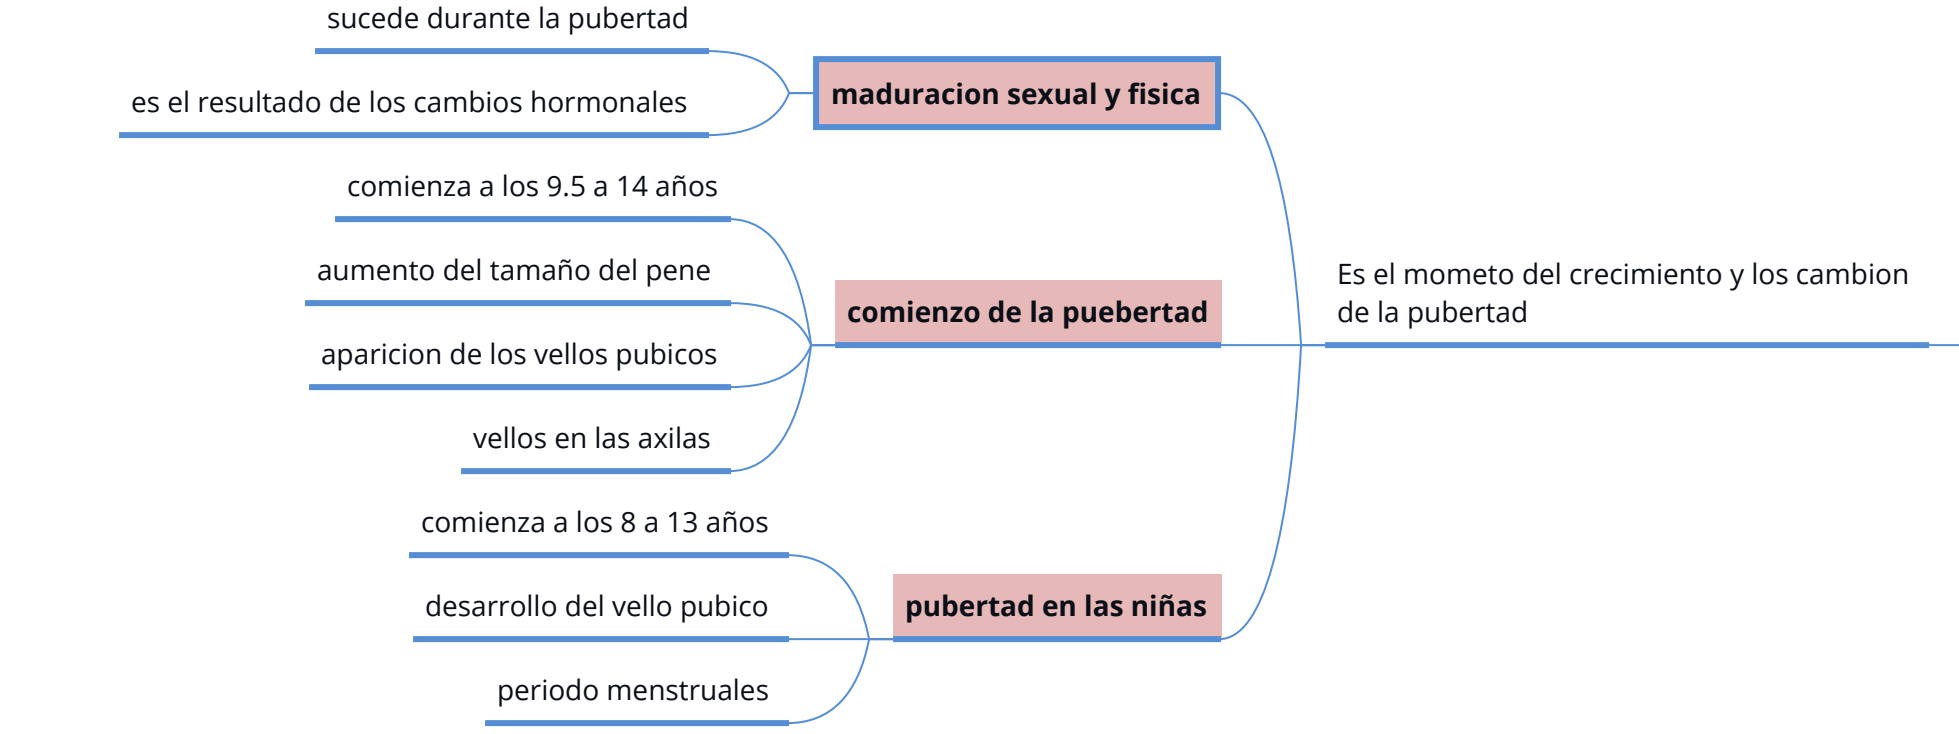 sucede durante la pubertad
es el resultado de los cambios hormonales
maduracion sexual y fisica
comienza a los 9.5 a 14 años
aumento del tamaño del pene
aparicion de los vellos pubicos
vellos en las axilas
comienzo de la puebertad
Es el mometo del crecimiento y los cambion
de la pubertad
comienza a los 8 a 13 años
desarrollo del vello pubico
periodo menstruales
pubertad en las niñas